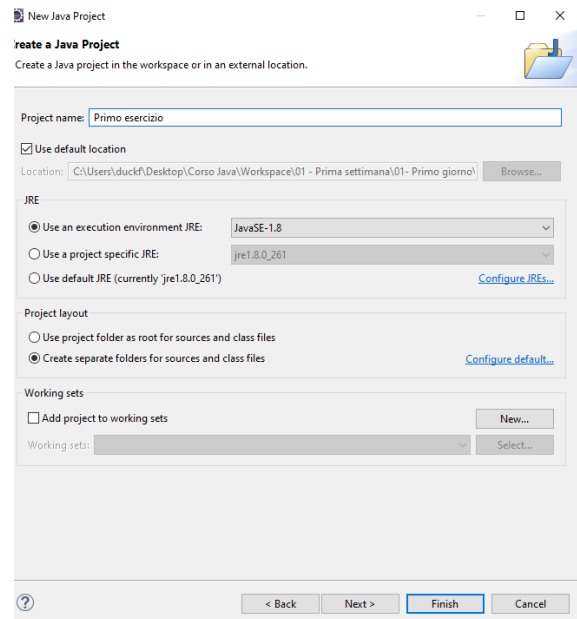 New Java Project
reate a Java Project
Create a Java project in the workspace or in an external location.
Project name: Primo esercizio
Use default location
Location: C:\Users\duckf\Desktop\Corso Java\Workspace\01 - Prima settimana\01- Primo giorno\ Browse...
JRE
Use an execution environment JRE: JavaSE-1.8
Use a project specific JRE: jre1.8.0_261
Use default JRE (currently 'jre1.8.0_261') Configure JREs...
Project layout
Use project folder as root for sources and class files
Create separate folders for sources and class files Configure default...
Working sets
Add project to working sets New...
Working sets: Select...
? < Back Next > Finish Cancel